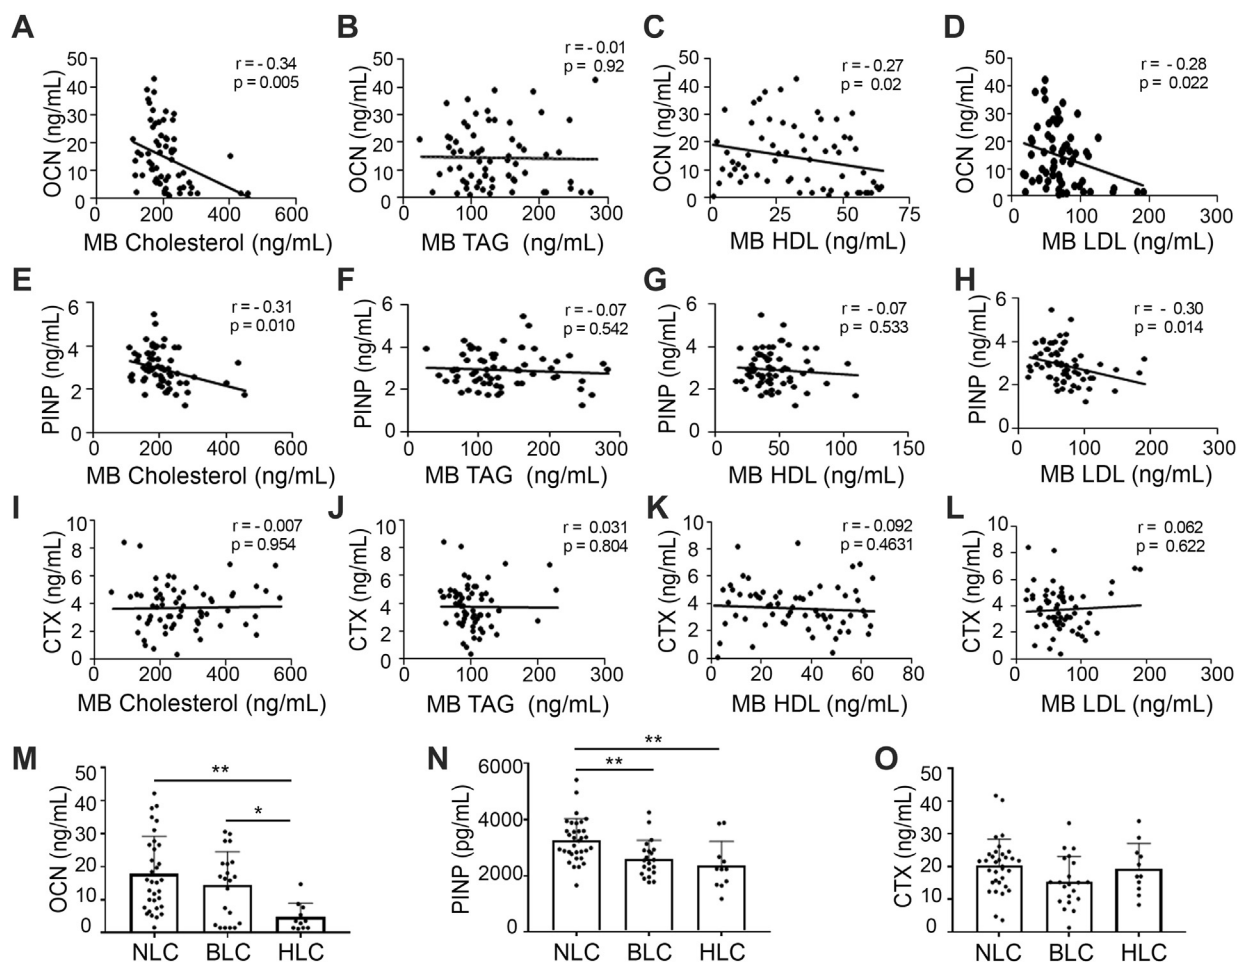 A
B
C
D
r = - 0.34
p = 0.005
r = - 0.01
p = 0.92
r = - 0.27
p = 0.02
r = - 0.28
p = 0.022
OCN (ng/mL)
50
40
30
20
10
0
0 200 400 600
MB Cholesterol (ng/mL)
OCN (ng/mL)
50
40
30
20
10
0
0 100 200 300
MB TAG (ng/mL)
OCN (ng/mL)
50
40
30
20
10
0
0 25 50 75
MB HDL (ng/mL)
OCN (ng/mL)
50
40
30
20
10
0
0 100 200 300
MB LDL (ng/mL)
E
F
G
H
r = - 0.31
p = 0.010
r = - 0.07
p = 0.542
r = - 0.07
p = 0.533
r = - 0.30
p = 0.014
PINP (ng/mL)
6
4
2
0
0 200 400 600
MB Cholesterol (ng/mL)
PINP (ng/mL)
6
4
2
0
0 100 200 300
MB TAG (ng/mL)
PINP (ng/mL)
6
4
2
0
0 50 100 150
MB HDL (ng/mL)
PINP (ng/mL)
6
4
2
0
0 100 200 300
MB LDL (ng/mL)
I
J
K
L
r = - 0.007
p = 0.954
r = 0.031
p = 0.804
r = - 0.092
p = 0.4631
r = 0.062
p = 0.622
CTX (ng/mL)
10
8
6
4
2
0
0 200 400 600
MB Cholesterol (ng/mL)
CTX (ng/mL)
10
8
6
4
2
0
0 100 200 300
MB TAG (ng/mL)
CTX (ng/mL)
10
8
6
4
2
0
0 20 40 60 80
MB HDL (ng/mL)
CTX (ng/mL)
10
8
6
4
2
0
0 100 200 300
MB LDL (ng/mL)
M
N
O
OCN (ng/mL)
50
40
30
20
10
0
**
*
NLC BLC HLC
PINP (pg/mL)
6000
4000
2000
0
**
**
NLC BLC HLC
CTX (ng/mL)
50
40
30
20
10
0
NLC BLC HLC